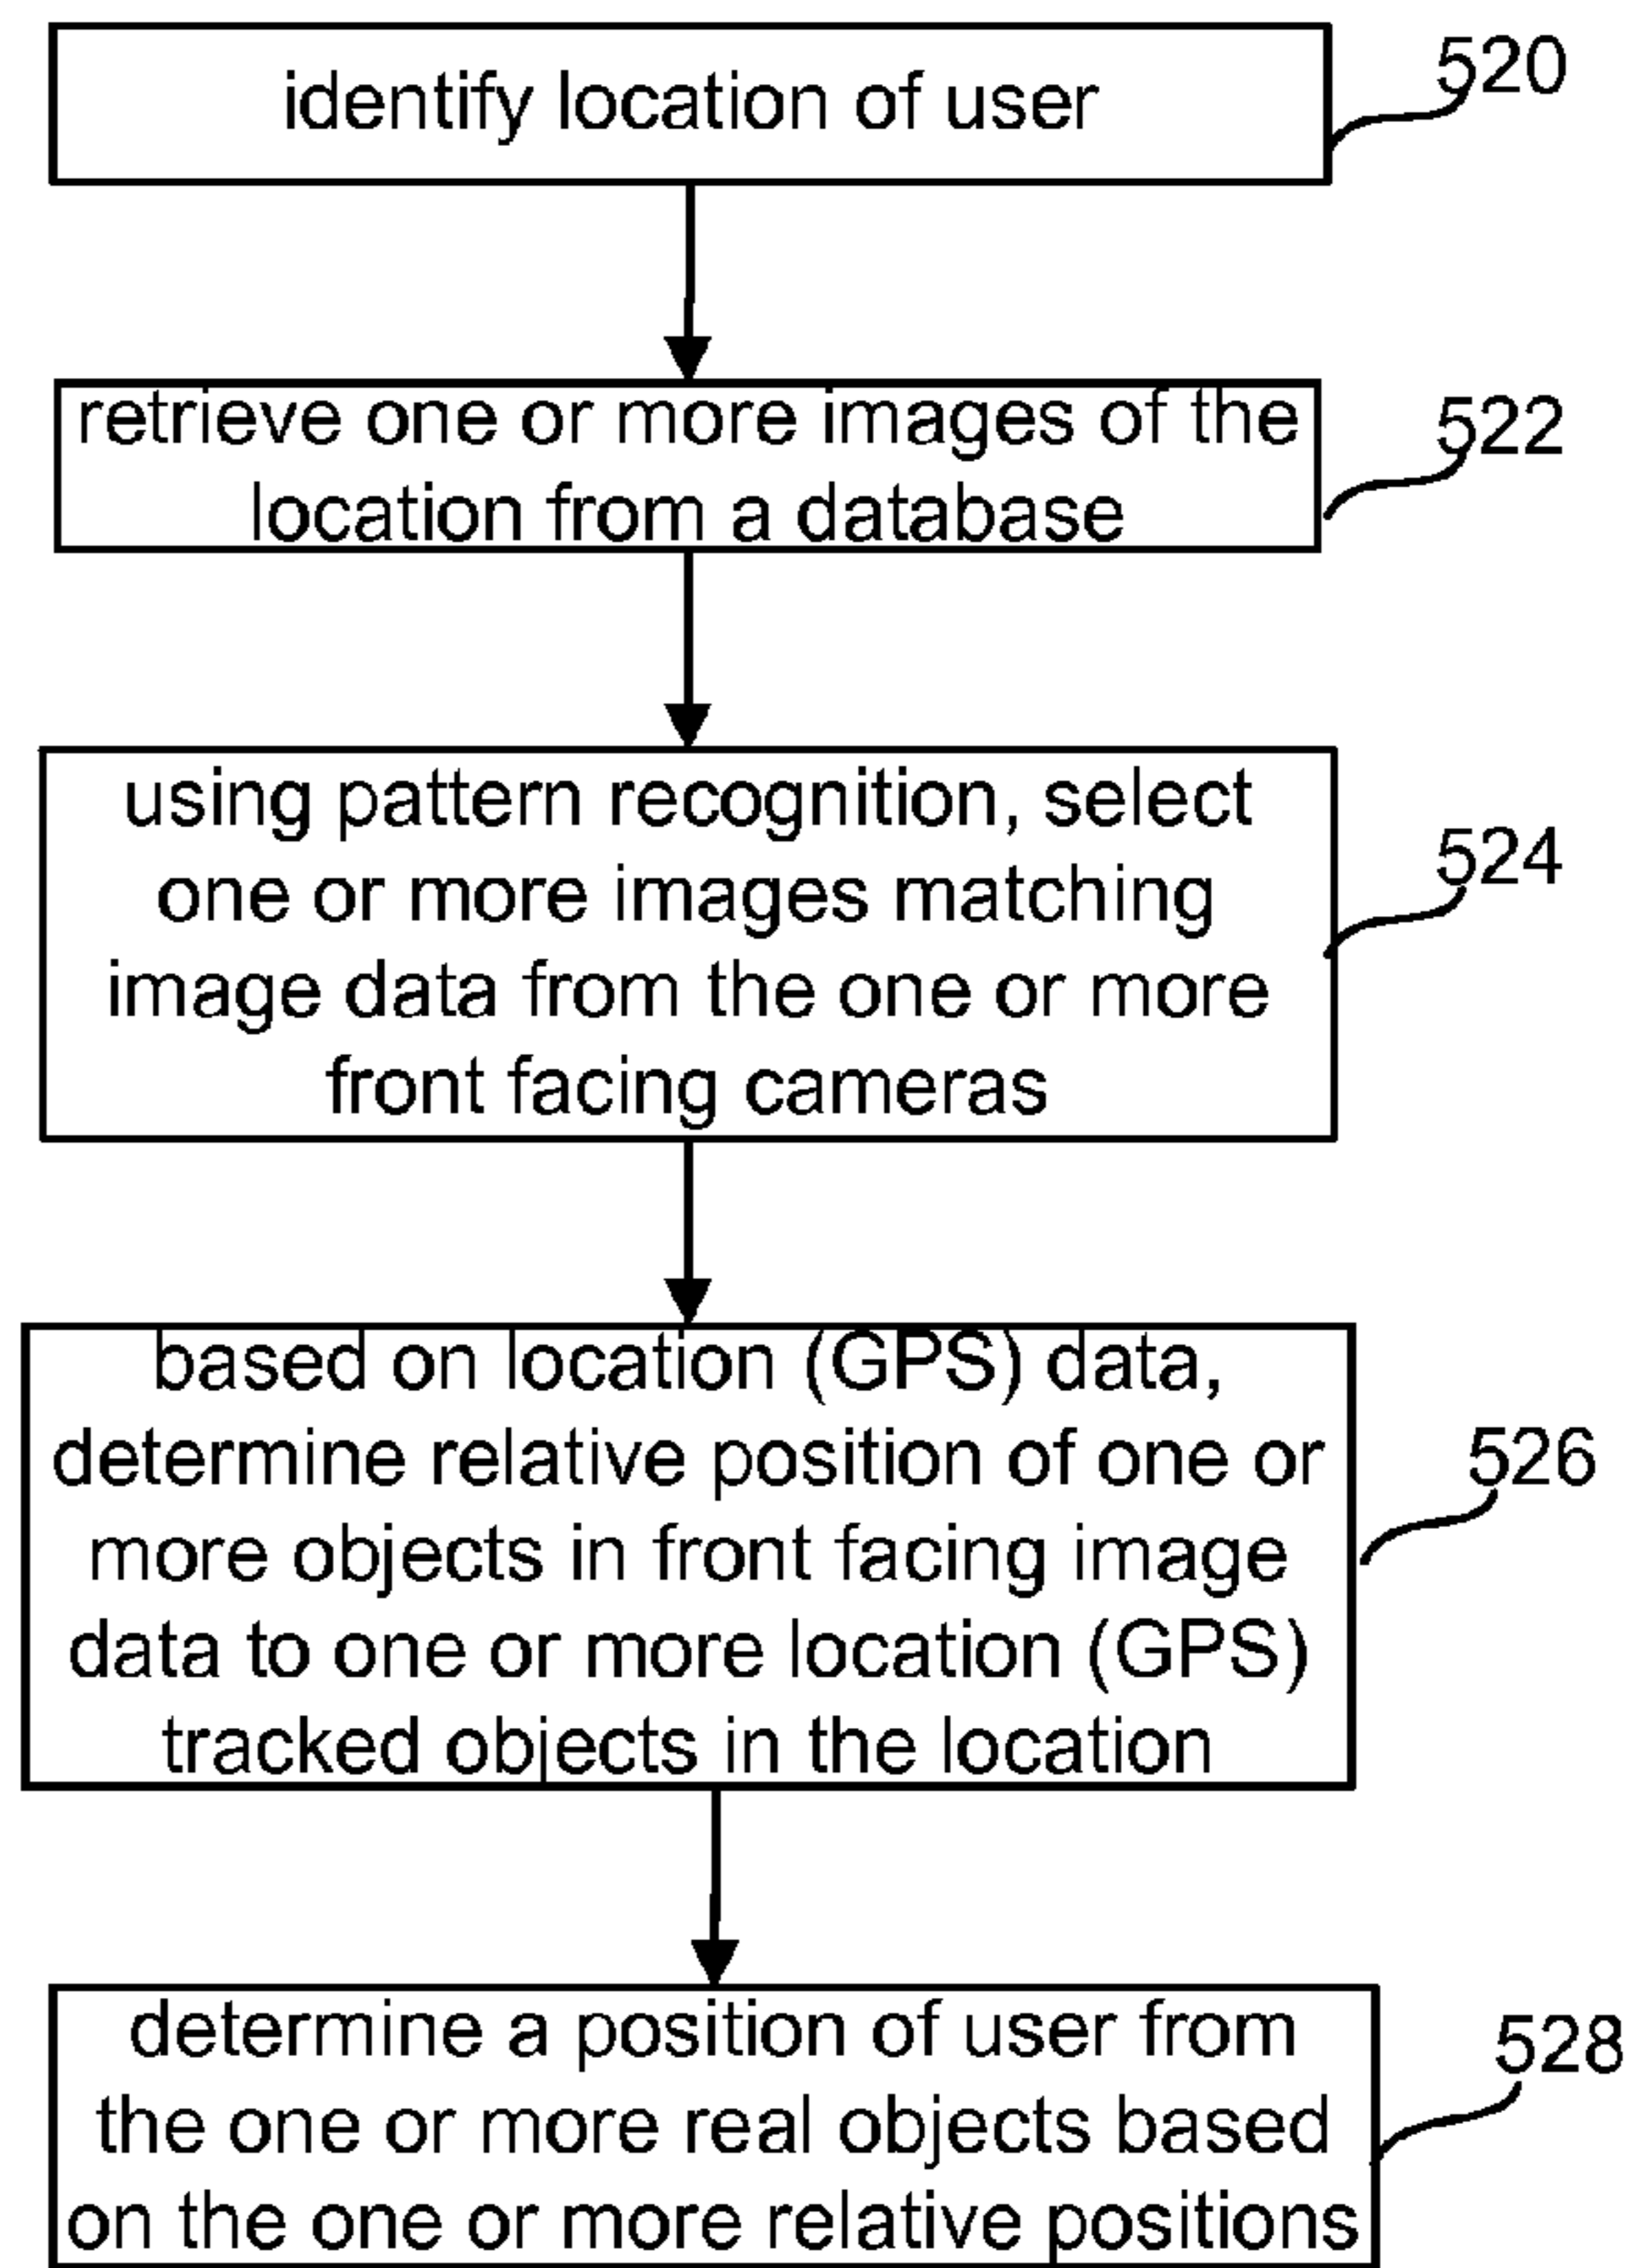 identify location of user
520
retrieve one or more images of the
location from a database
522
using pattern recognition, select
one or more images matching
image data from the one or more
front facing cameras
524
based on location (GPS) data,
determine relative position of one or
more objects in front facing image
data to one or more location (GPS)
tracked objects in the location
526
determine a position of user from
the one or more real objects based
on the one or more relative positions
528